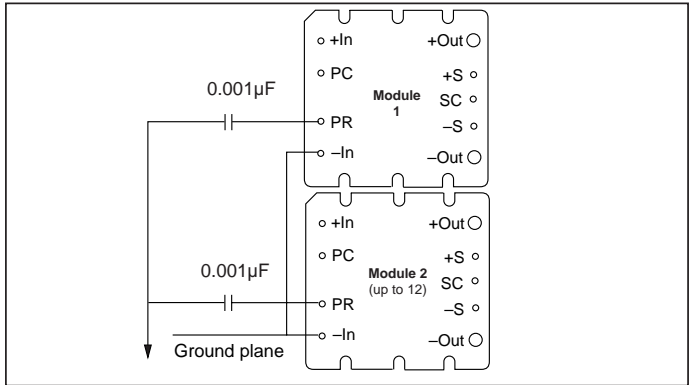 +In
+Out
PC
+S
0.001µF
Module
1
SC
PR
–S
–In
–Out
+In
+Out
PC
+S
0.001µF
Module 2
(up to 12)
SC
PR
–S
–In
–Out
Ground plane